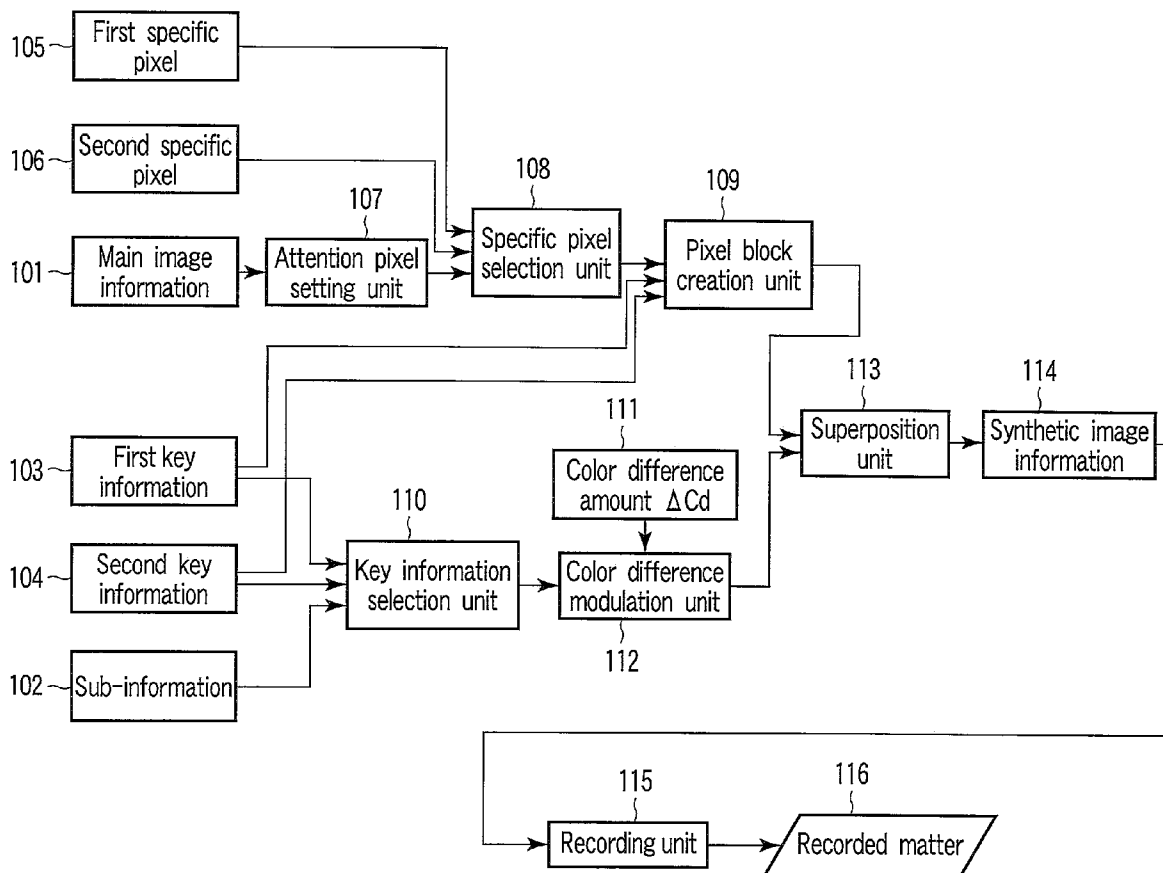 105
First specific
pixel
106
Second specific
pixel
101
Main image
information
107
Attention pixel
setting unit
108
Specific pixel
selection unit
109
Pixel block
creation unit
103
First key
information
104
Second key
information
102
Sub-information
110
Key information
selection unit
111
Color difference
amount ΔCd
Color difference
modulation unit
112
113
Superposition
unit
114
Synthetic image
information
115
Recording unit
116
Recorded matter